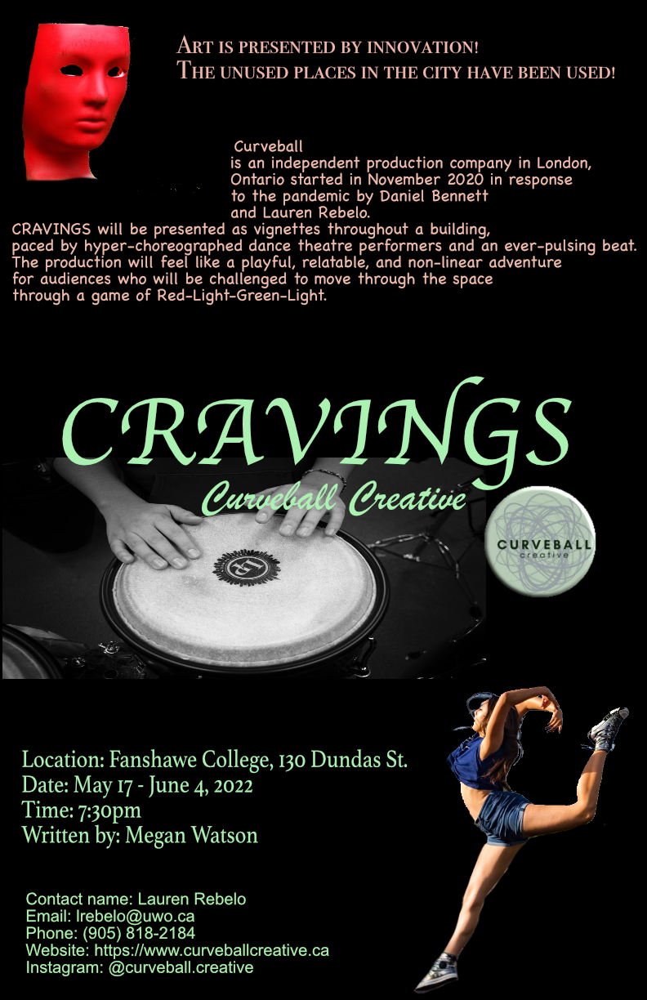 ART IS PRESENTED BY INNOVATION!
THE UNUSED PLACES IN THE CITY HAVE BEEN USED!
Curveball
is an independent production company in London,
Ontario started in November 2020 in response
to the pandemic by Daniel Bennett
and Lauren Rebelo.
CRAVINGS will be presented as vignettes throughout a building,
paced by hyper-choreographed dance theatre performers and an ever-pulsing beat.
The production will feel like a playful, relatable, and non-linear adventure
for audiences who will be challenged to move through the space
through a game of Red-Light-Green-Light.
CRAVINGS
Curveball Creative
CURVEBALL
creative
LP
Location: Fanshawe College, 130 Dundas St.
Date: May 17 - June 4, 2022
Time: 7:30pm
Written by: Megan Watson
Contact name: Lauren Rebelo
Email: lrebelo@uwo.ca
Phone: (905) 818-2184
Website: https://www.curveballcreative.ca
Instagram: @curveball.creative